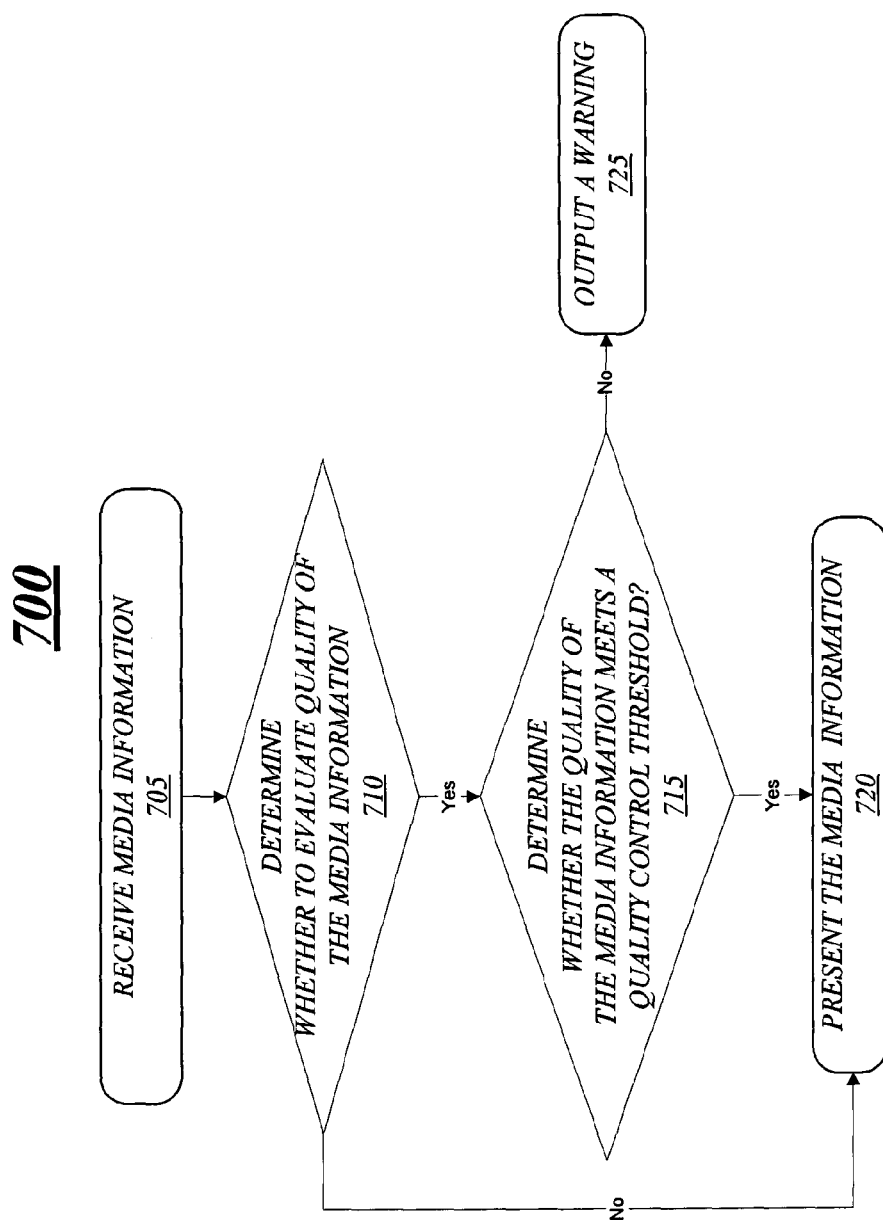 700
RECEIVE MEDIA INFORMATION
705
DETERMINE
WHETHER TO EVALUATE QUALITY OF
THE MEDIA INFORMATION
710
Yes
DETERMINE
WHETHER THE QUALITY OF
THE MEDIA INFORMATION MEETS A
QUALITY CONTROL THRESHOLD?
715
No
OUTPUT A WARNING
725
Yes
No
PRESENT THE MEDIA INFORMATION
720